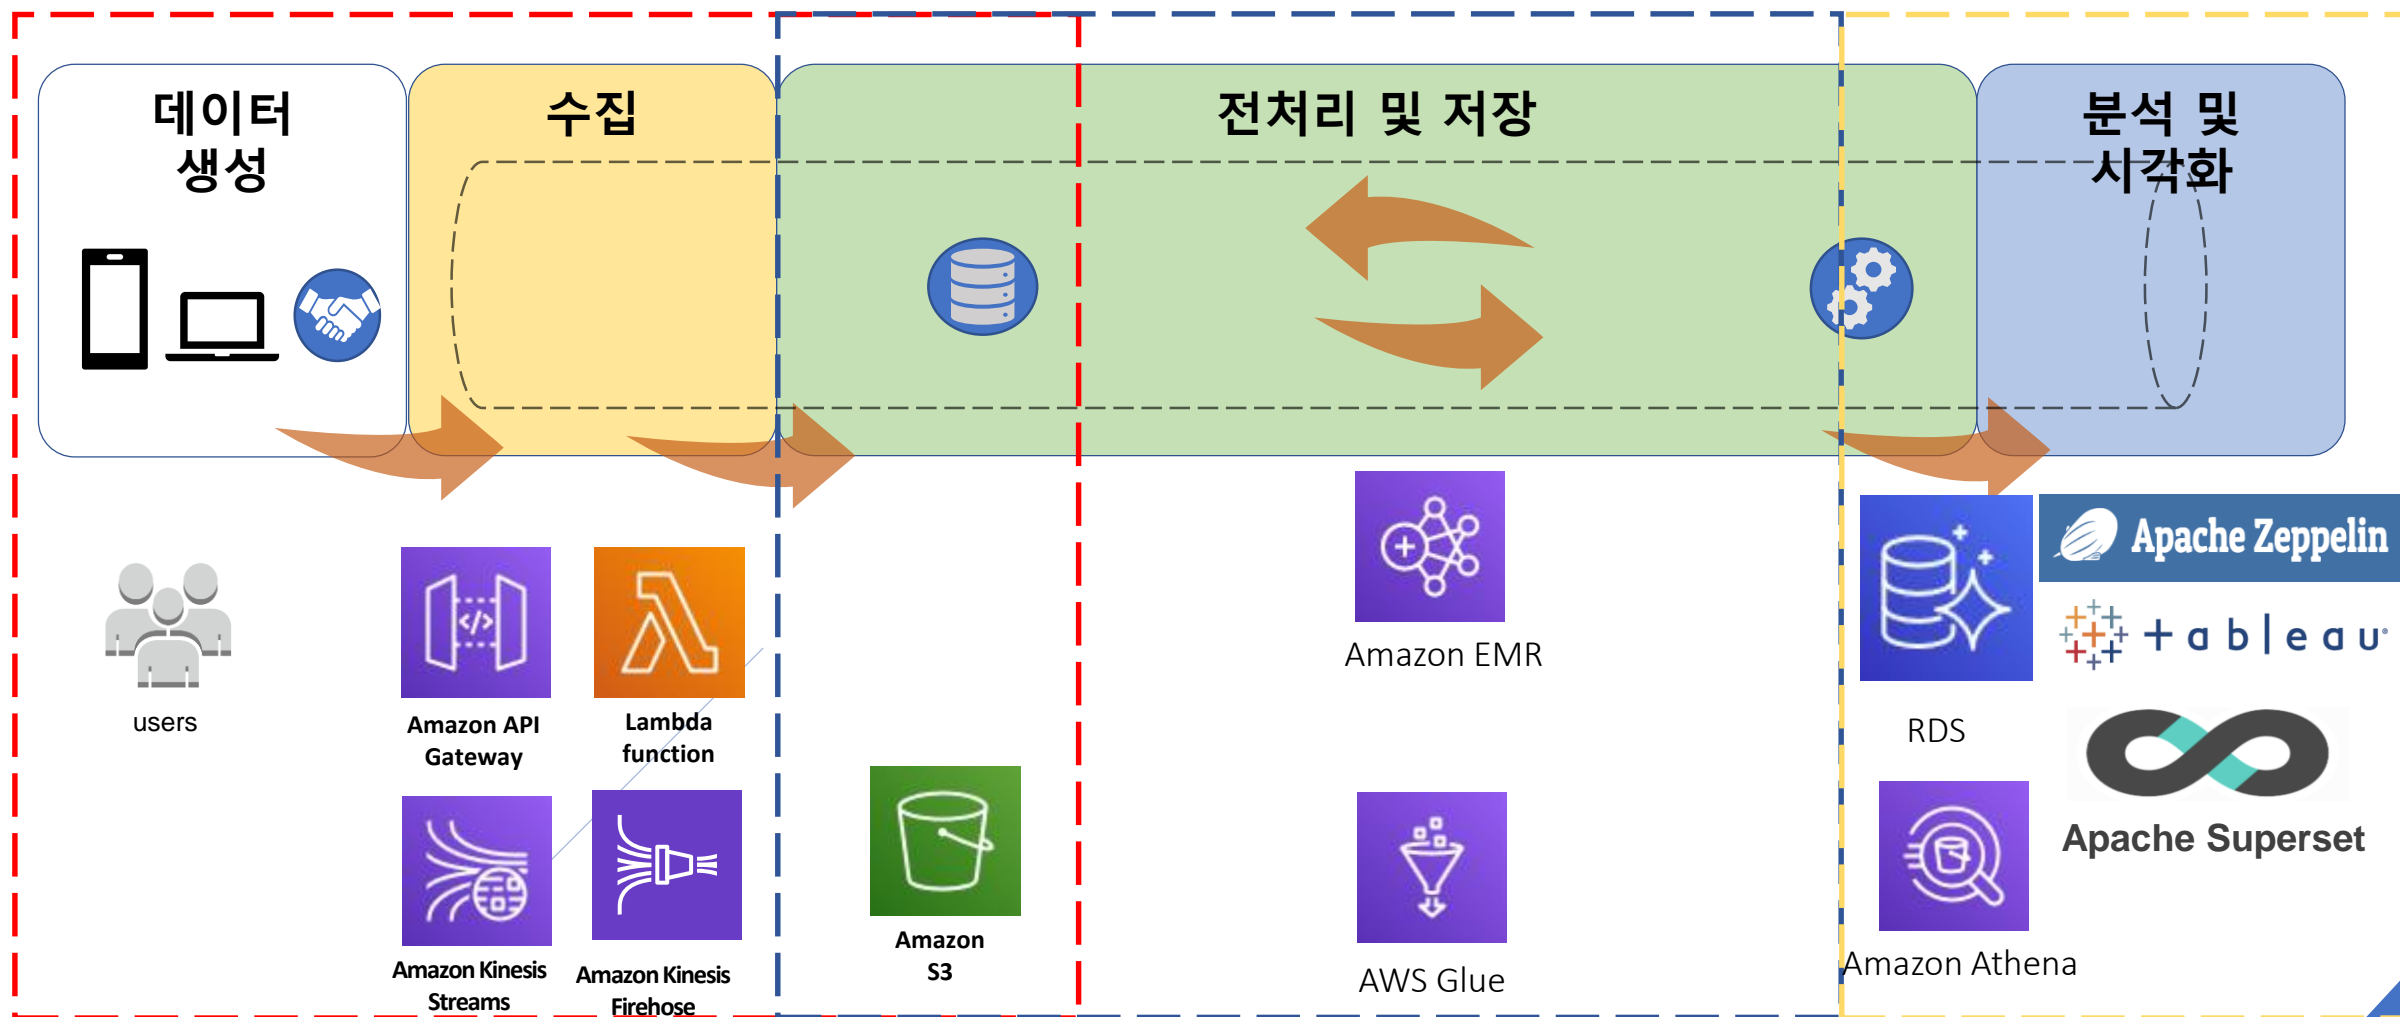 데이터
생성
수집
전처리 및 저장
분석 및
시각화
users
Amazon API
Gateway
Lambda
function
Amazon Kinesis
Streams
Amazon Kinesis
Firehose
Amazon
S3
Amazon EMR
AWS Glue
RDS
Amazon Athena
Apache Zeppelin
+ableau
Apache Superset